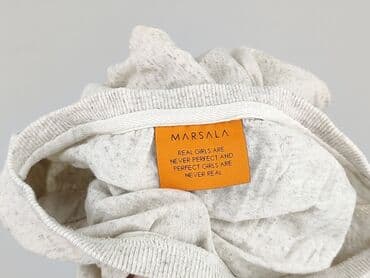 MARSALA
REAL GIRLS ARE
NEVER PERFECT AND
PERFECT GIRLS ARE
NEVER REAL